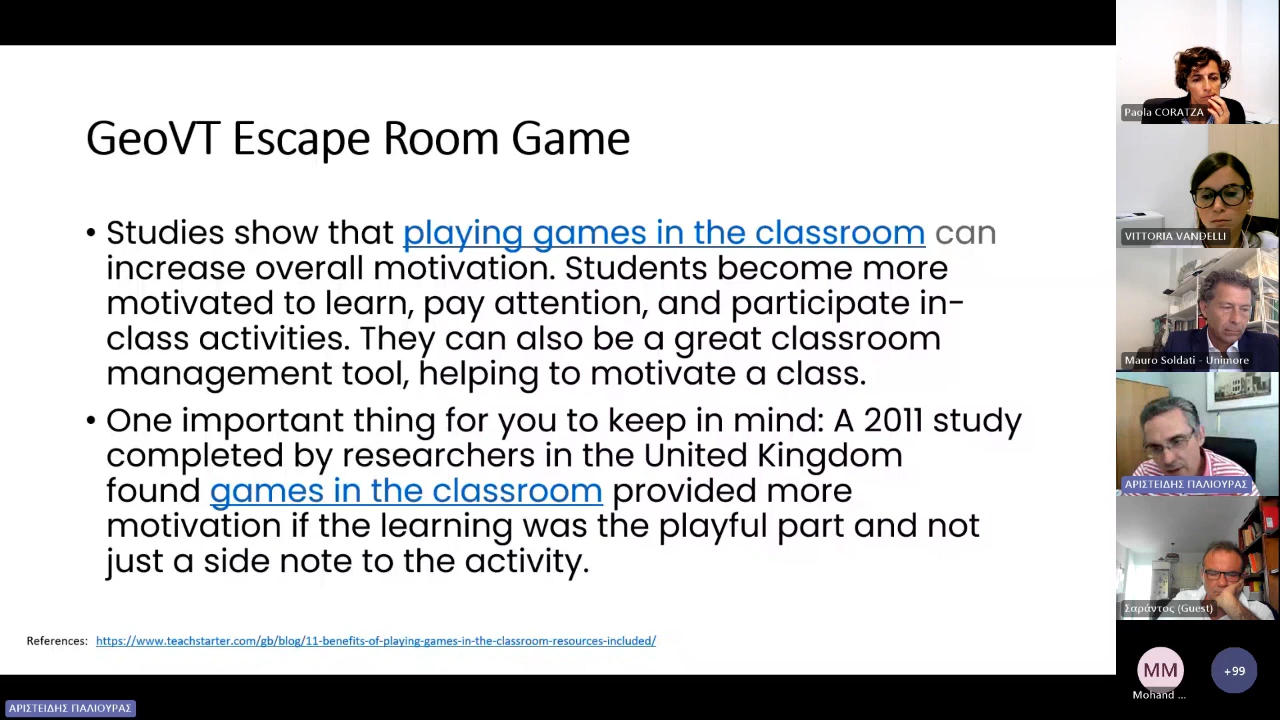 GeoVT Escape Room Game
• Studies show that playing games in the classroom can
increase overall motivation. Students become more
motivated to learn, pay attention, and participate in-
class activities. They can also be a great classroom
management tool, helping to motivate a class.
• One important thing for you to keep in mind: A 2011 study
completed by researchers in the United Kingdom
found games in the classroom provided more
motivation if the learning was the playful part and not
just a side note to the activity.
References: https://www.teachstarter.com/gb/blog/11-benefits-of-playing-games-in-the-classroom-resources-included/
ΑΡΙΣΤΕΙΔΗΣ ΠΑΛΙΟΥΡΑΣ
Paola CORATZA
VITTORIA VANDELLI
Mauro Soldati - Unimore
ΑΡΙΣΤΕΙΔΗΣ ΠΑΛΙΟΥΡΑΣ
Σαράντος (Guest)
MM
Mohand ...
+99